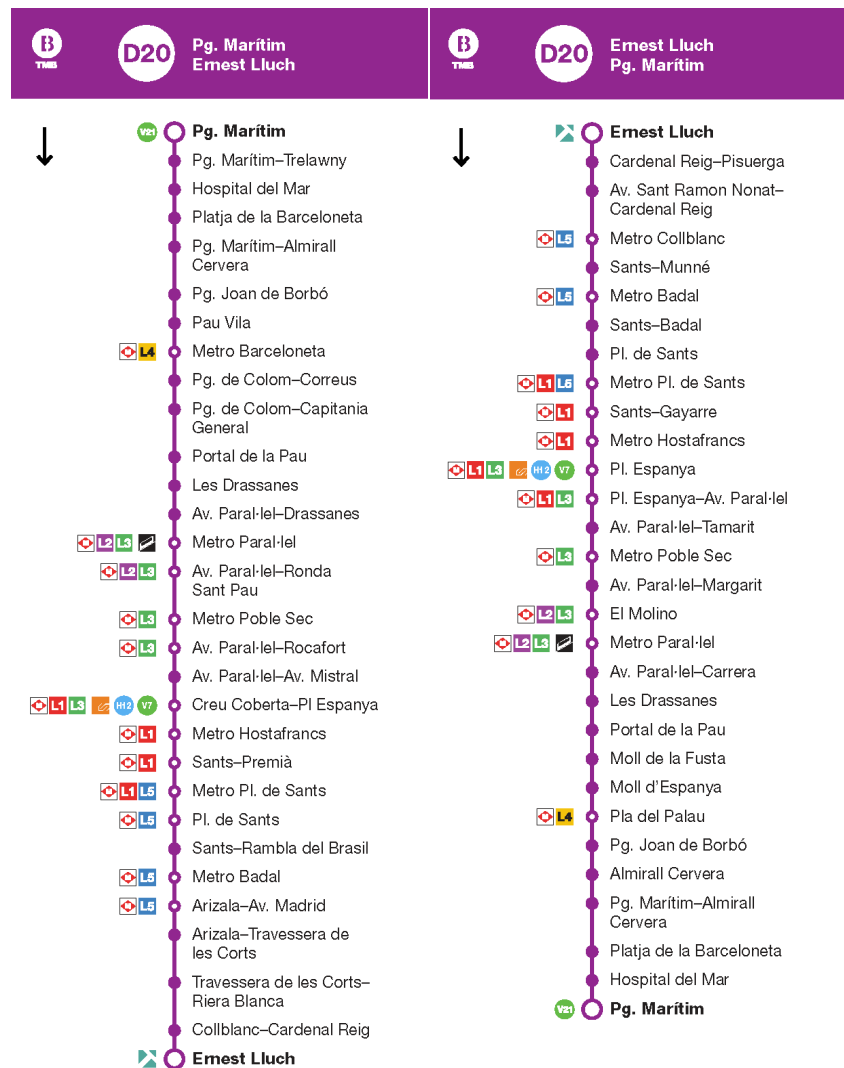 B
TMB
D20
Pg. Marítim
Ernest Lluch
V21
Pg. Marítim
Pg. Marítim–Trelawny
Hospital del Mar
Platja de la Barceloneta
Pg. Marítim–Almirall
Cervera
Pg. Joan de Borbó
Pau Vila
L4 Metro Barceloneta
Pg. de Colom–Correus
Pg. de Colom–Capitania
General
Portal de la Pau
Les Drassanes
Av. Paral·lel–Drassanes
L2 L3 Metro Paral·lel
L2 L3 Av. Paral·lel–Ronda
Sant Pau
L3 Metro Poble Sec
L3 Av. Paral·lel–Rocafort
Av. Paral·lel–Av. Mistral
L1 L3 H12 V7 Creu Coberta–Pl Espanya
L1 Metro Hostafrancs
L1 Sants–Premià
L1 L5 Metro Pl. de Sants
L5 Pl. de Sants
Sants–Rambla del Brasil
L5 Metro Badal
L5 Arizala–Av. Madrid
Arizala–Travessera de
les Corts
Travessera de les Corts–
Riera Blanca
Collblanc–Cardenal Reig
Ernest Lluch
B
TMB
D20
Ernest Lluch
Pg. Marítim
Ernest Lluch
Cardenal Reig–Pisuerga
Av. Sant Ramon Nonat–
Cardenal Reig
L5 Metro Collblanc
Sants–Munné
L5 Metro Badal
Sants–Badal
Pl. de Sants
L1 L5 Metro Pl. de Sants
L1 Sants–Gayarre
L1 Metro Hostafrancs
L1 L3 H12 V7 Pl. Espanya
L1 L3 Pl. Espanya–Av. Paral·lel
Av. Paral·lel–Tamarit
L3 Metro Poble Sec
Av. Paral·lel–Margarit
L2 L3 El Molino
L2 L3 Metro Paral·lel
Av. Paral·lel–Carrera
Les Drassanes
Portal de la Pau
Moll de la Fusta
Moll d'Espanya
L4 Pla del Palau
Pg. Joan de Borbó
Almirall Cervera
Pg. Marítim–Almirall
Cervera
Platja de la Barceloneta
Hospital del Mar
V21 Pg. Marítim